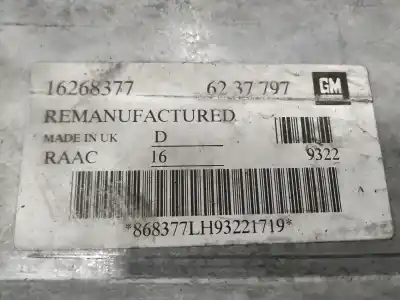 16268377 62 37 797 GM
REMANUFACTURED
MADE IN UK D
RAAC 16 9322
*868377LH93221719*